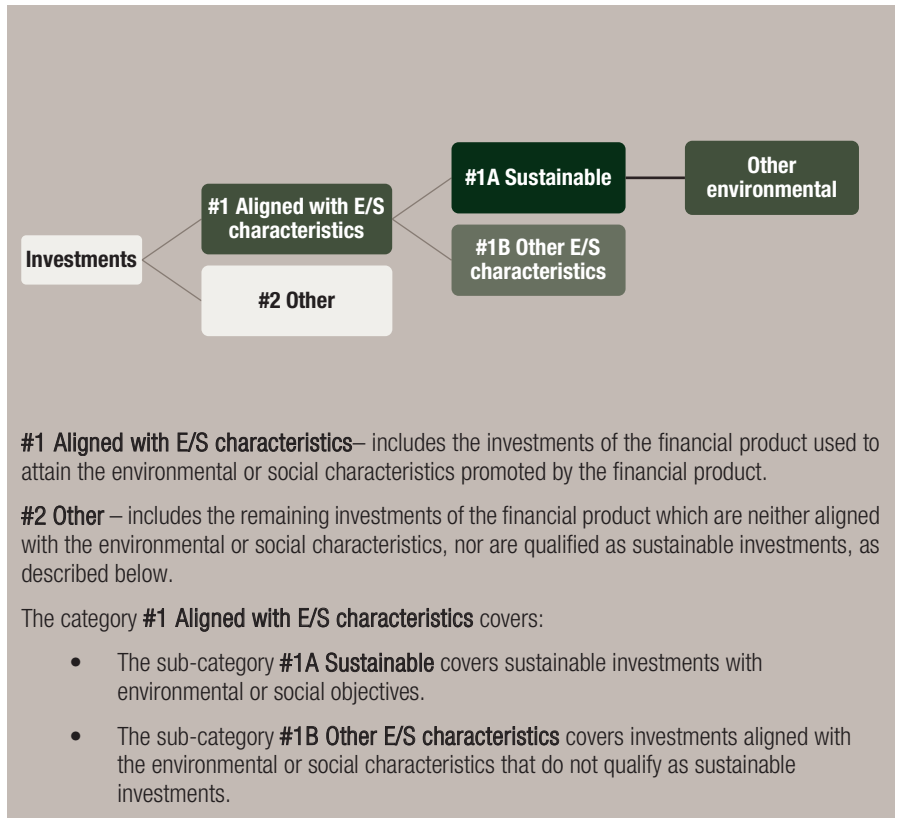 Investments
#1 Aligned with E/S
characteristics
#2 Other
#1A Sustainable
#1B Other E/S
characteristics
Other
environmental
#1 Aligned with E/S characteristics– includes the investments of the financial product used to
attain the environmental or social characteristics promoted by the financial product.
#2 Other – includes the remaining investments of the financial product which are neither aligned
with the environmental or social characteristics, nor are qualified as sustainable investments, as
described below.
The category #1 Aligned with E/S characteristics covers:
• The sub-category #1A Sustainable covers sustainable investments with
environmental or social objectives.
• The sub-category #1B Other E/S characteristics covers investments aligned with
the environmental or social characteristics that do not qualify as sustainable
investments.